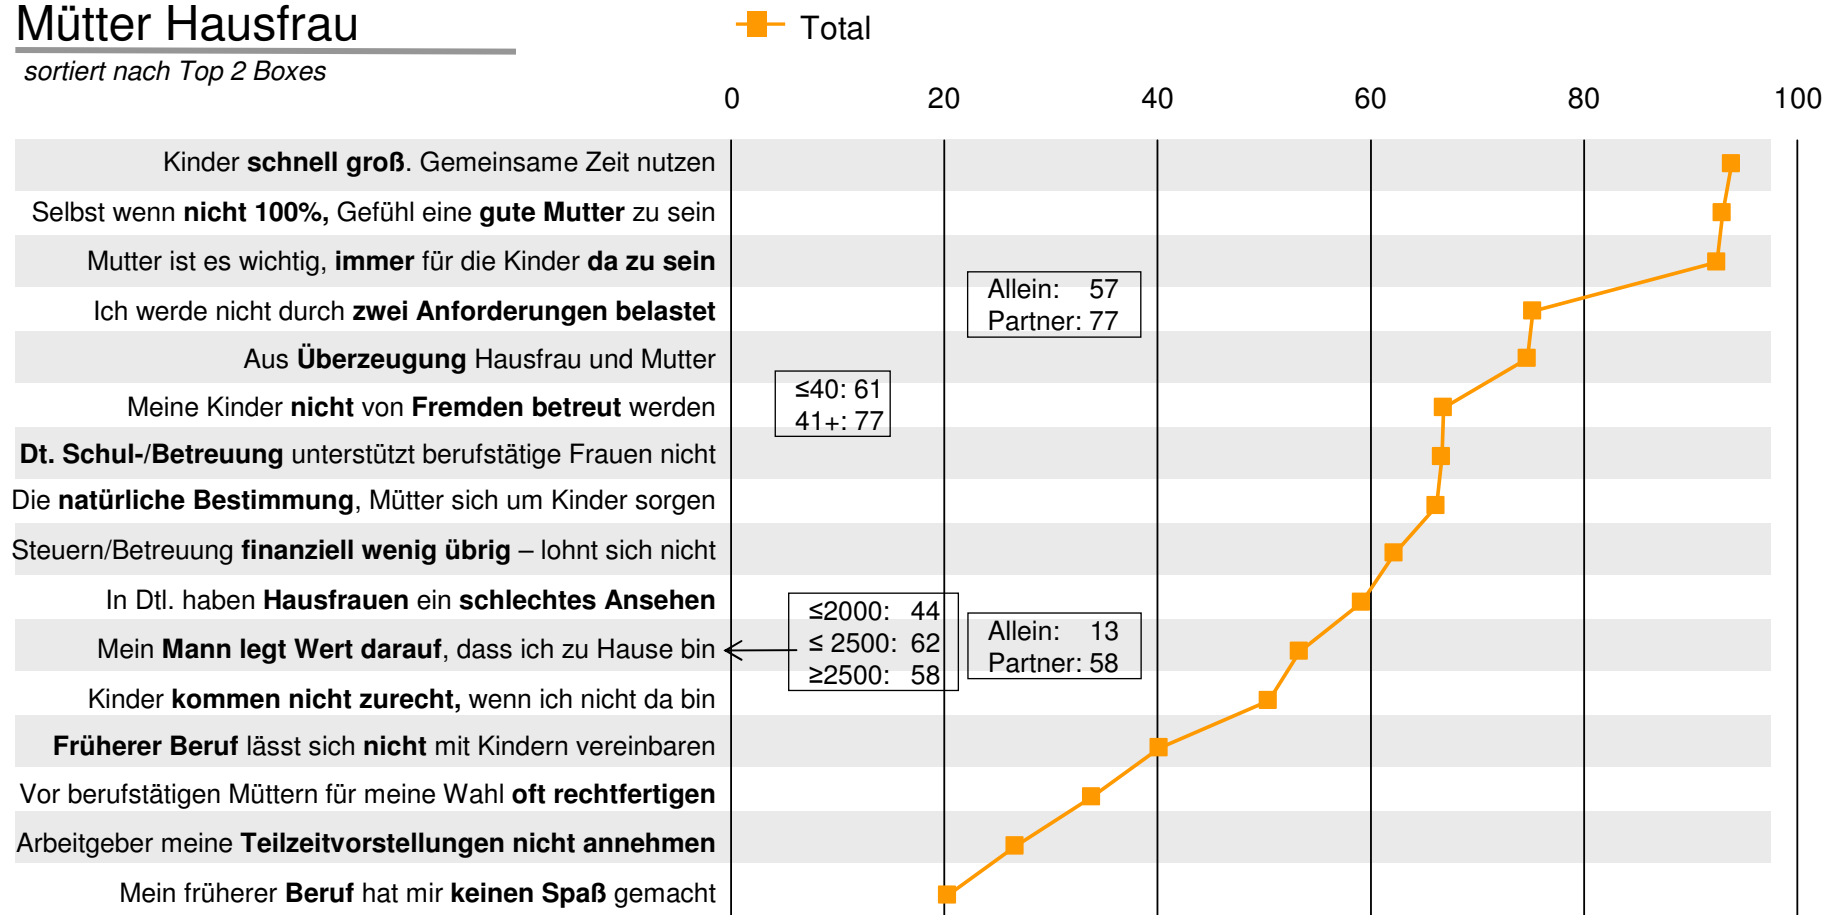 Mütter Hausfrau
Total
sortiert nach Top 2 Boxes
0 20 40 60 80 100
Kinder schnell groß. Gemeinsame Zeit nutzen
Selbst wenn nicht 100%, Gefühl eine gute Mutter zu sein
Mutter ist es wichtig, immer für die Kinder da zu sein
Ich werde nicht durch zwei Anforderungen belastet
Allein: 57
Partner: 77
Aus Überzeugung Hausfrau und Mutter
Meine Kinder nicht von Fremden betreut werden
≤40: 61
41+: 77
Dt. Schul-/Betreuung unterstützt berufstätige Frauen nicht
Die natürliche Bestimmung, Mütter sich um Kinder sorgen
Steuern/Betreuung finanziell wenig übrig – lohnt sich nicht
In Dtl. haben Hausfrauen ein schlechtes Ansehen
Mein Mann legt Wert darauf, dass ich zu Hause bin
≤2000: 44
≤ 2500: 62
≥2500: 58
Allein: 13
Partner: 58
Kinder kommen nicht zurecht, wenn ich nicht da bin
Früherer Beruf lässt sich nicht mit Kindern vereinbaren
Vor berufstätigen Müttern für meine Wahl oft rechtfertigen
Arbeitgeber meine Teilzeitvorstellungen nicht annehmen
Mein früherer Beruf hat mir keinen Spaß gemacht